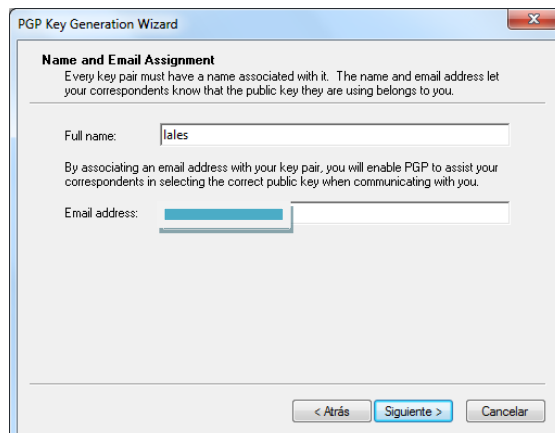 PGP Key Generation Wizard
Name and Email Assignment
Every key pair must have a name associated with it. The name and email address let
your correspondents know that the public key they are using belongs to you.
Full name: lales
By associating an email address with your key pair, you will enable PGP to assist your
correspondents in selecting the correct public key when communicating with you.
Email address:
< Atrás Siguiente > Cancelar